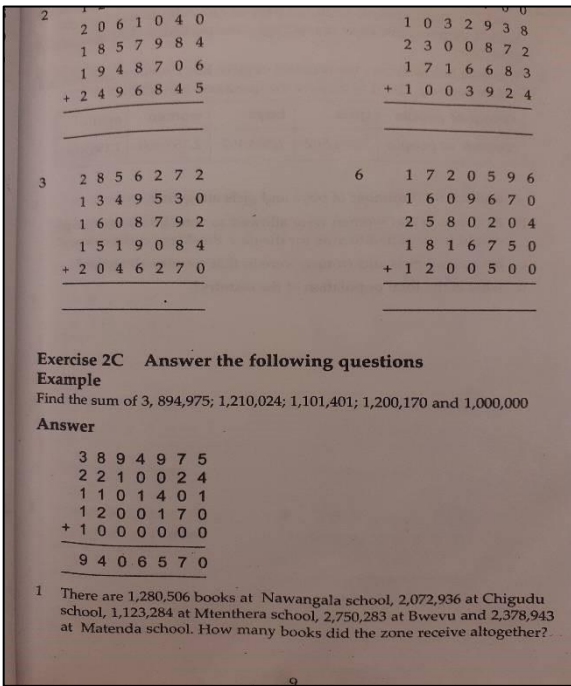 2
2 0 6 1 0 4 0
1 8 5 7 9 8 4
1 9 4 8 7 0 6
+ 2 4 9 6 8 4 5
1 0 3 2 9 3 8
2 3 0 0 8 7 2
1 7 1 6 6 8 3
+ 1 0 0 3 9 2 4
3
2 8 5 6 2 7 2
1 3 4 9 5 3 0
1 6 0 8 7 9 2
1 5 1 9 0 8 4
+ 2 0 4 6 2 7 0
6
1 7 2 0 5 9 6
1 6 0 9 6 7 0
2 5 8 0 2 0 4
1 8 1 6 7 5 0
+ 1 2 0 0 5 0 0
Exercise 2C Answer the following questions
Example
Find the sum of 3, 894,975; 1,210,024; 1,101,401; 1,200,170 and 1,000,000
Answer
3 8 9 4 9 7 5
2 2 1 0 0 2 4
1 1 0 1 4 0 1
1 2 0 0 1 7 0
+ 1 0 0 0 0 0 0
9 4 0 6 5 7 0
1 There are 1,280,506 books at Nawangala school, 2,072,936 at Chigudu
school, 1,123,284 at Mtenthera school, 2,750,283 at Bwevu and 2,378,943
at Matenda school. How many books did the zone receive altogether?
9